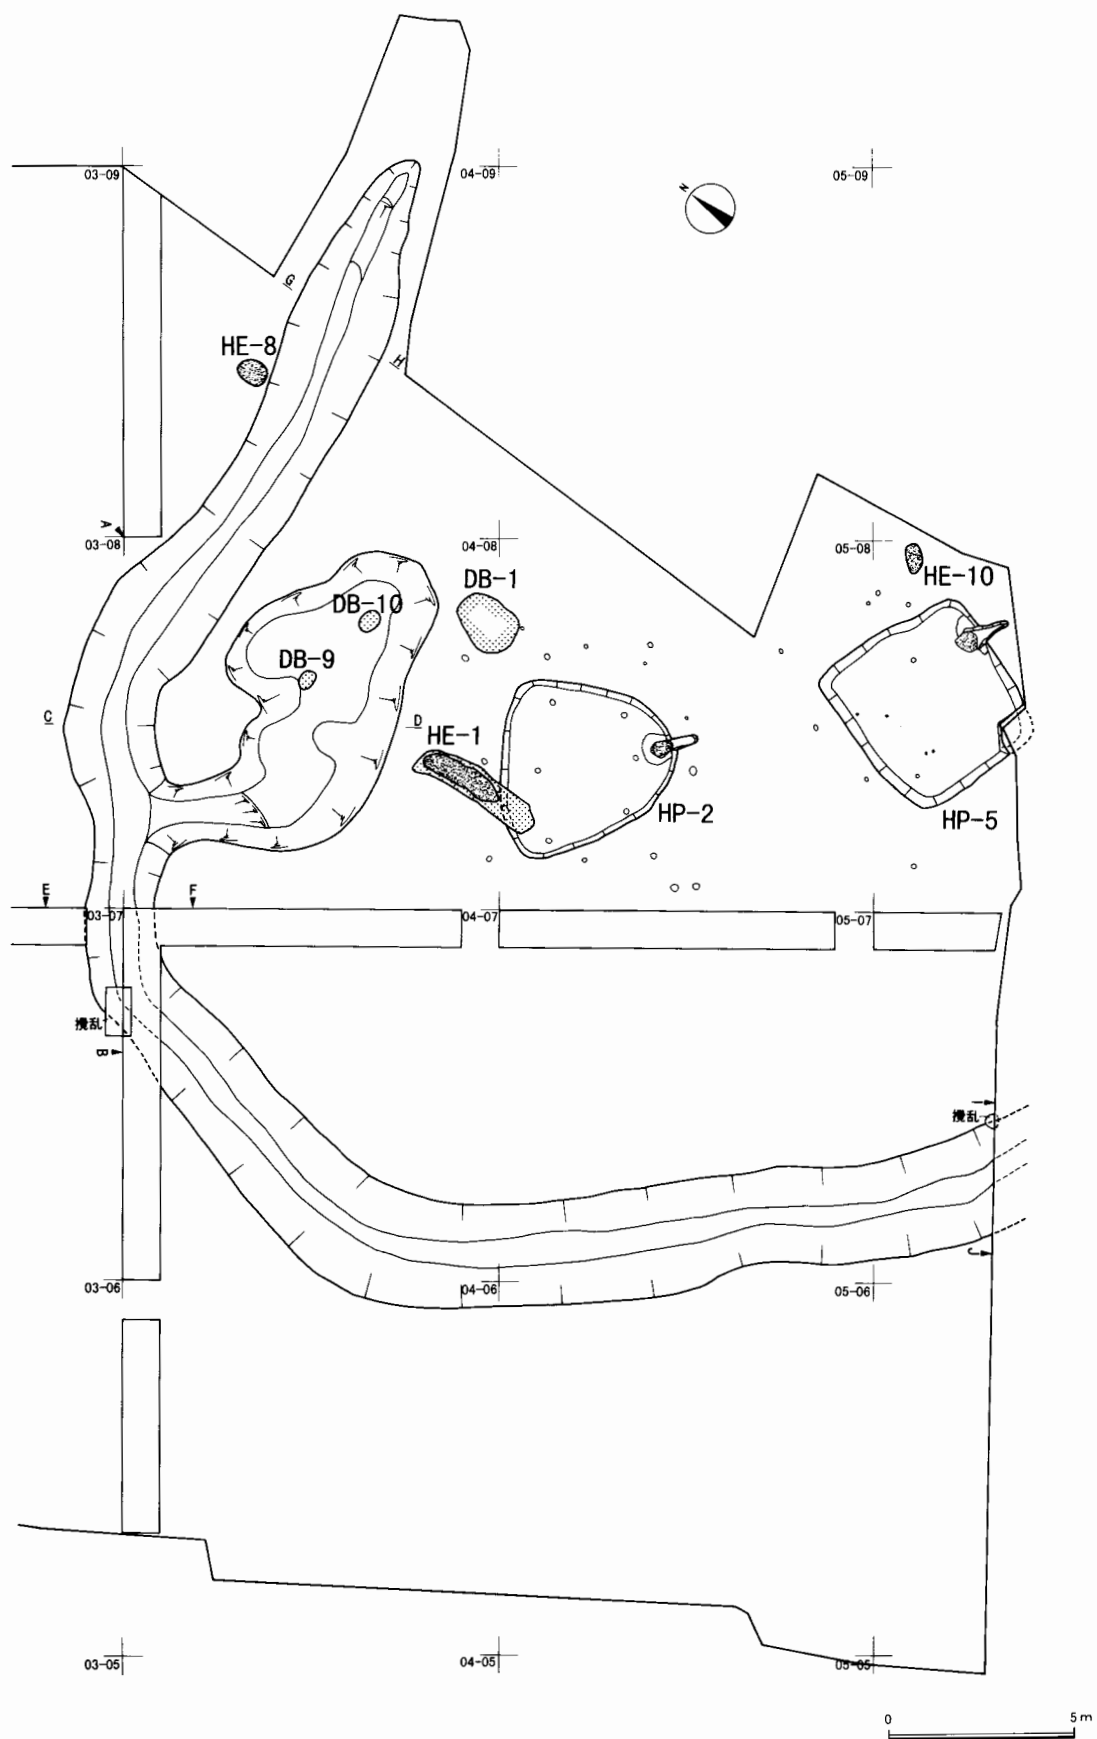 03-09
04-09
05-09
N
G
HE-8
H
A
03-08
04-08
05-08
HE-10
DB-1
DB-10
DB-9
C
D
HE-1
HP-2
HP-5
E
F
03-07
04-07
05-07
攪乱
B
I
攪乱
J
03-06
04-06
05-06
03-05
04-05
05-05
0 5m